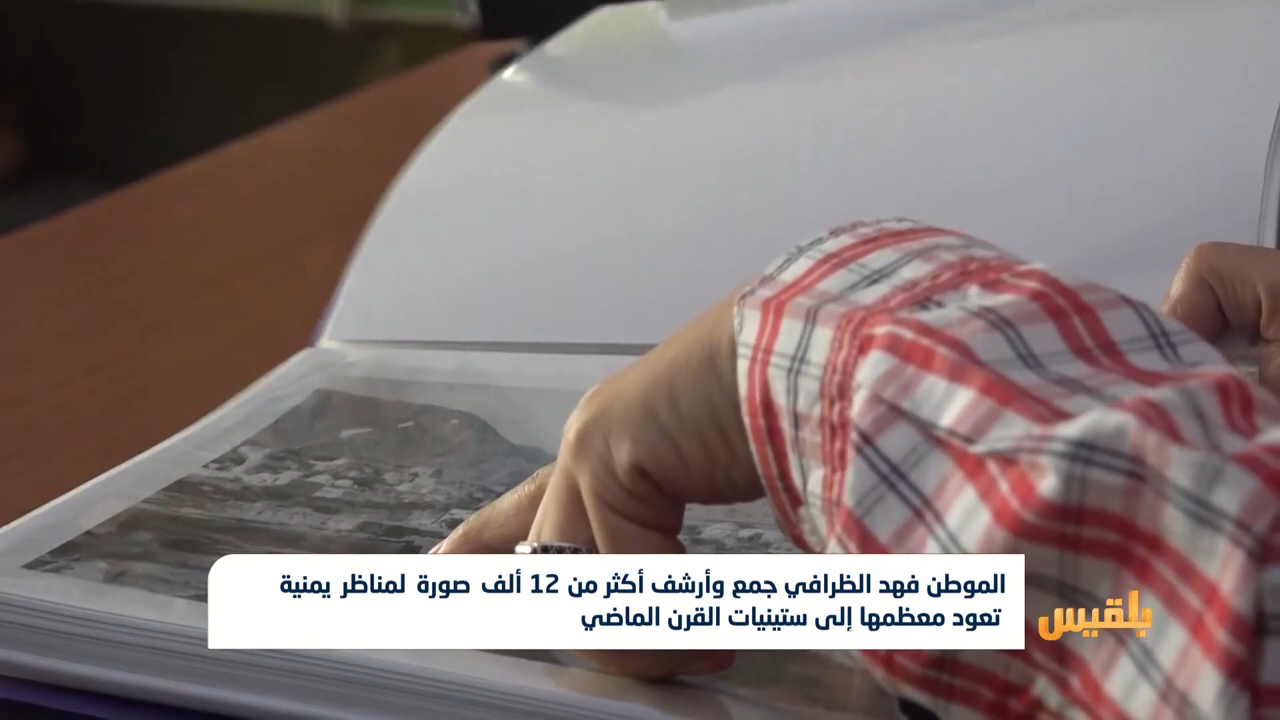 الموطن فهد الظرافي جمع وأرشف أكثر من 12 ألف صورة لمناظر يمنية
تعود معظمها إلى ستينيات القرن الماضي
بلقيس